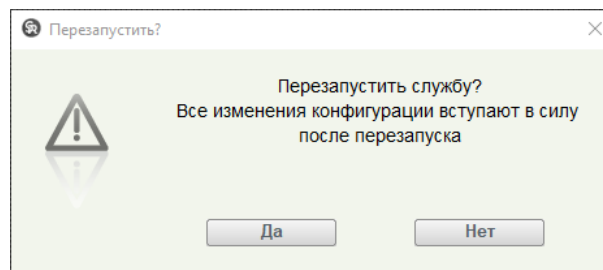 Перезапустить?
Перезапустить службу?
Все изменения конфигурации вступают в силу
после перезапуска
Да
Нет